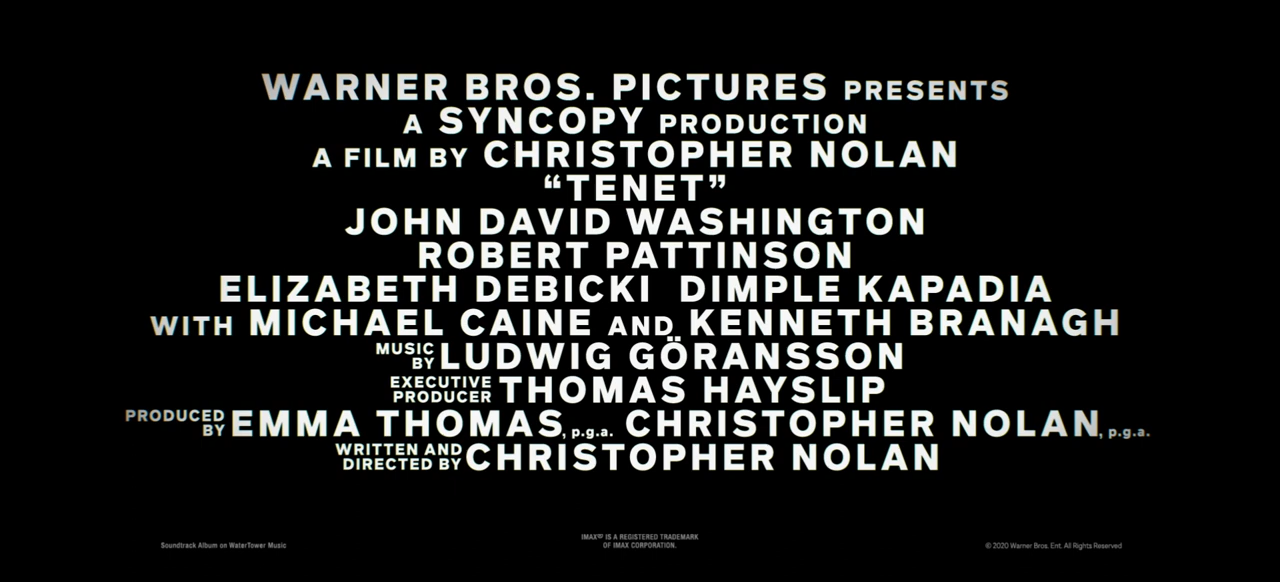 WARNER BROS. PICTURES PRESENTS
A SYNCOPY PRODUCTION
A FILM BY CHRISTOPHER NOLAN
“TENET”
JOHN DAVID WASHINGTON
ROBERT PATTINSON
ELIZABETH DEBICKI DIMPLE KAPADIA
WITH MICHAEL CAINE AND KENNETH BRANAGH
MUSIC BY LUDWIG GÖRANSSON
EXECUTIVE PRODUCER THOMAS HAYSLIP
PRODUCED BY EMMA THOMAS, p.g.a. CHRISTOPHER NOLAN, p.g.a.
WRITTEN AND DIRECTED BY CHRISTOPHER NOLAN
Soundtrack Album on WaterTower Music
IMAX® IS A REGISTERED TRADEMARK
OF IMAX CORPORATION.
© 2020 Warner Bros. Ent. All Rights Reserved